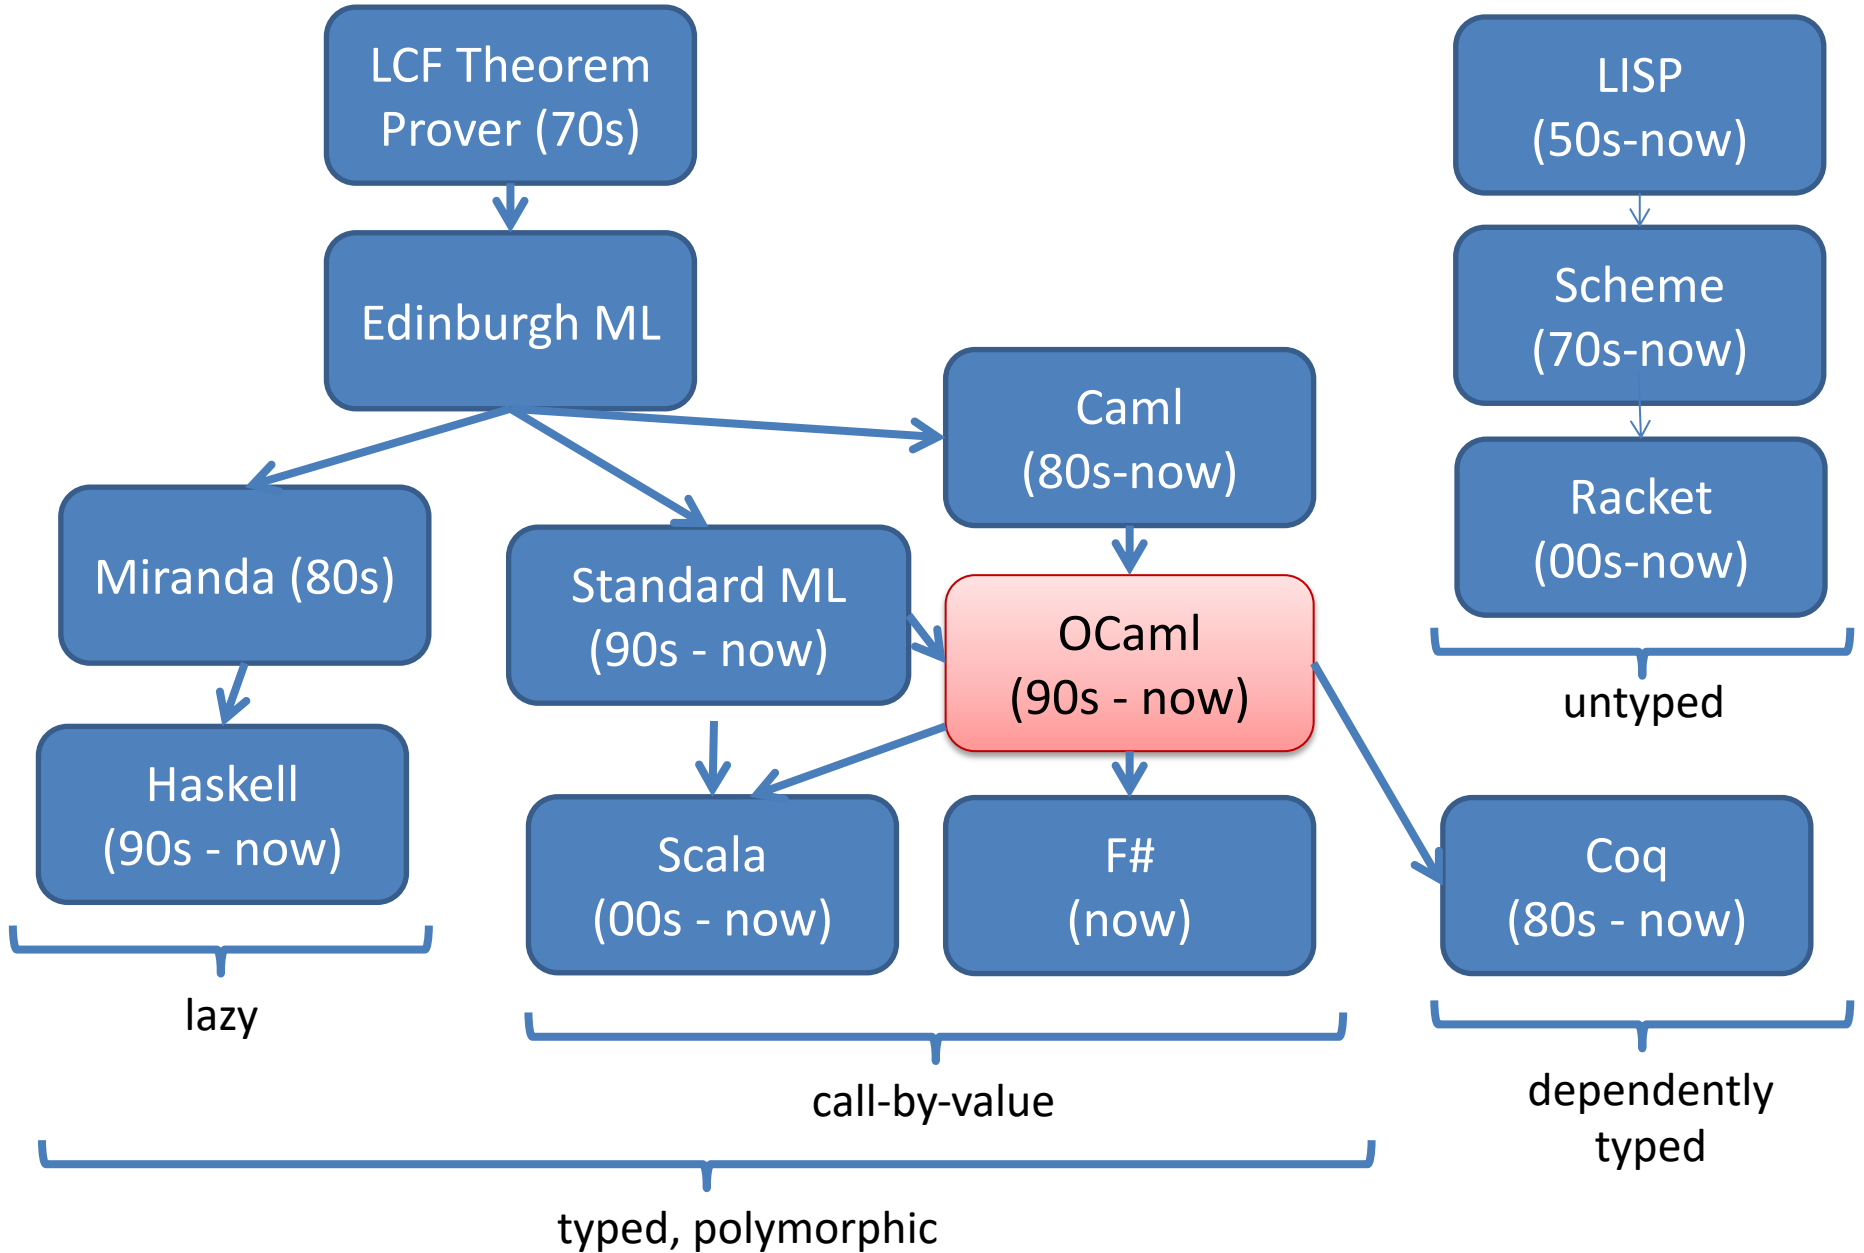 LCF Theorem
Prover (70s)
LISP
(50s-now)
Edinburgh ML
Scheme
(70s-now)
Caml
(80s-now)
Racket
(00s-now)
Miranda (80s)
Standard ML
(90s - now)
OCaml
(90s - now)
untyped
Haskell
(90s - now)
Scala
(00s - now)
F#
(now)
Coq
(80s - now)
lazy
call-by-value
dependently
typed
typed, polymorphic